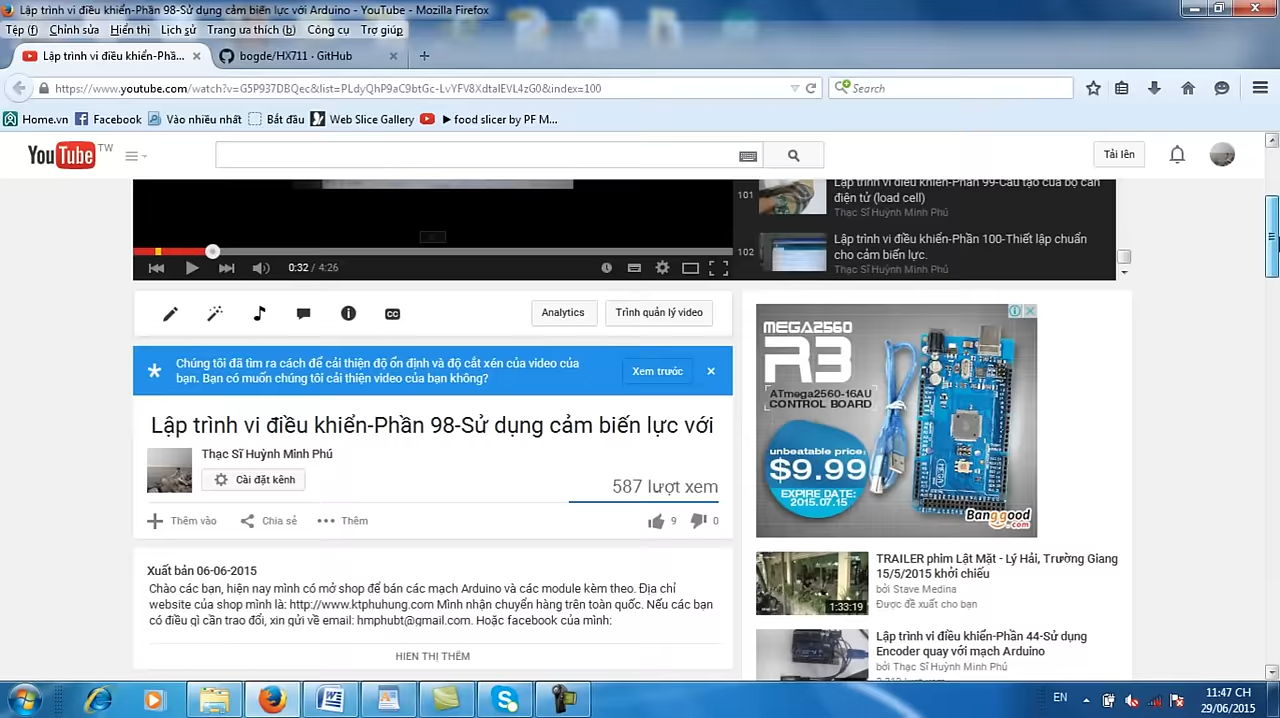 Lập trình vi điều khiển-Phần 98-Sử dụng cảm biến lực với Arduino - YouTube - Mozilla Firefox
Tệp (f) Chỉnh sửa Hiển thị Lịch sử Trang ưa thích (b) Công cụ Trợ giúp
Lập trình vi điều khiển-Phầ... bogde/HX711 · GitHub
https://www.youtube.com/watch?v=G5P937DBQec&list=PLdyQhP9aC9btGc-LvYFV8XdtalEVL4zG0&index=100
Search
Home.vn Facebook Vào nhiều nhất Bắt đầu Web Slice Gallery ▶ food slicer by PF M...
YouTube TW
Tải lên
101
Lập trình vi điều khiển-Phần 99-Cấu tạo của bộ cân
điện tử (load cell)
Thạc Sĩ Huỳnh Minh Phú
102
Lập trình vi điều khiển-Phần 100-Thiết lập chuẩn
cho cảm biến lực.
Thạc Sĩ Huỳnh Minh Phú
0:32 / 4:26
CC
Analytics
Trình quản lý video
Chúng tôi đã tìm ra cách để cải thiện độ ổn định và độ cắt xén của video của
bạn. Bạn có muốn chúng tôi cải thiện video của bạn không?
Xem trước
Lập trình vi điều khiển-Phần 98-Sử dụng cảm biến lực với
Thạc Sĩ Huỳnh Minh Phú
Cài đặt kênh
587 lượt xem
Thêm vào Chia sẻ Thêm
9 0
Xuất bản 06-06-2015
Chào các bạn, hiện nay mình có mở shop để bán các mạch Arduino và các module kèm theo. Địa chỉ
website của shop mình là: http://www.ktphuhung.com Mình nhận chuyển hàng trên toàn quốc. Nếu các bạn
có điều gì cần trao đổi, xin gửi về email: hmphubt@gmail.com. Hoặc facebook của mình:
HIỂN THỊ THÊM
MEGA2560
R3
ATmega2560-16AU
CONTROL BOARD
unbeatable price:
$9.99
EXPIRE DATE:
2015.07.15
Banggood
.com
TRAILER phim Lật Mặt - Lý Hải, Trường Giang
15/5/2015 khởi chiếu
bởi Stave Medina
Được đề xuất cho bạn
1:33:19
Lập trình vi điều khiển-Phần 44-Sử dụng
Encoder quay với mạch Arduino
bởi Thạc Sĩ Huỳnh Minh Phú
EN
11:47 CH
29/06/2015